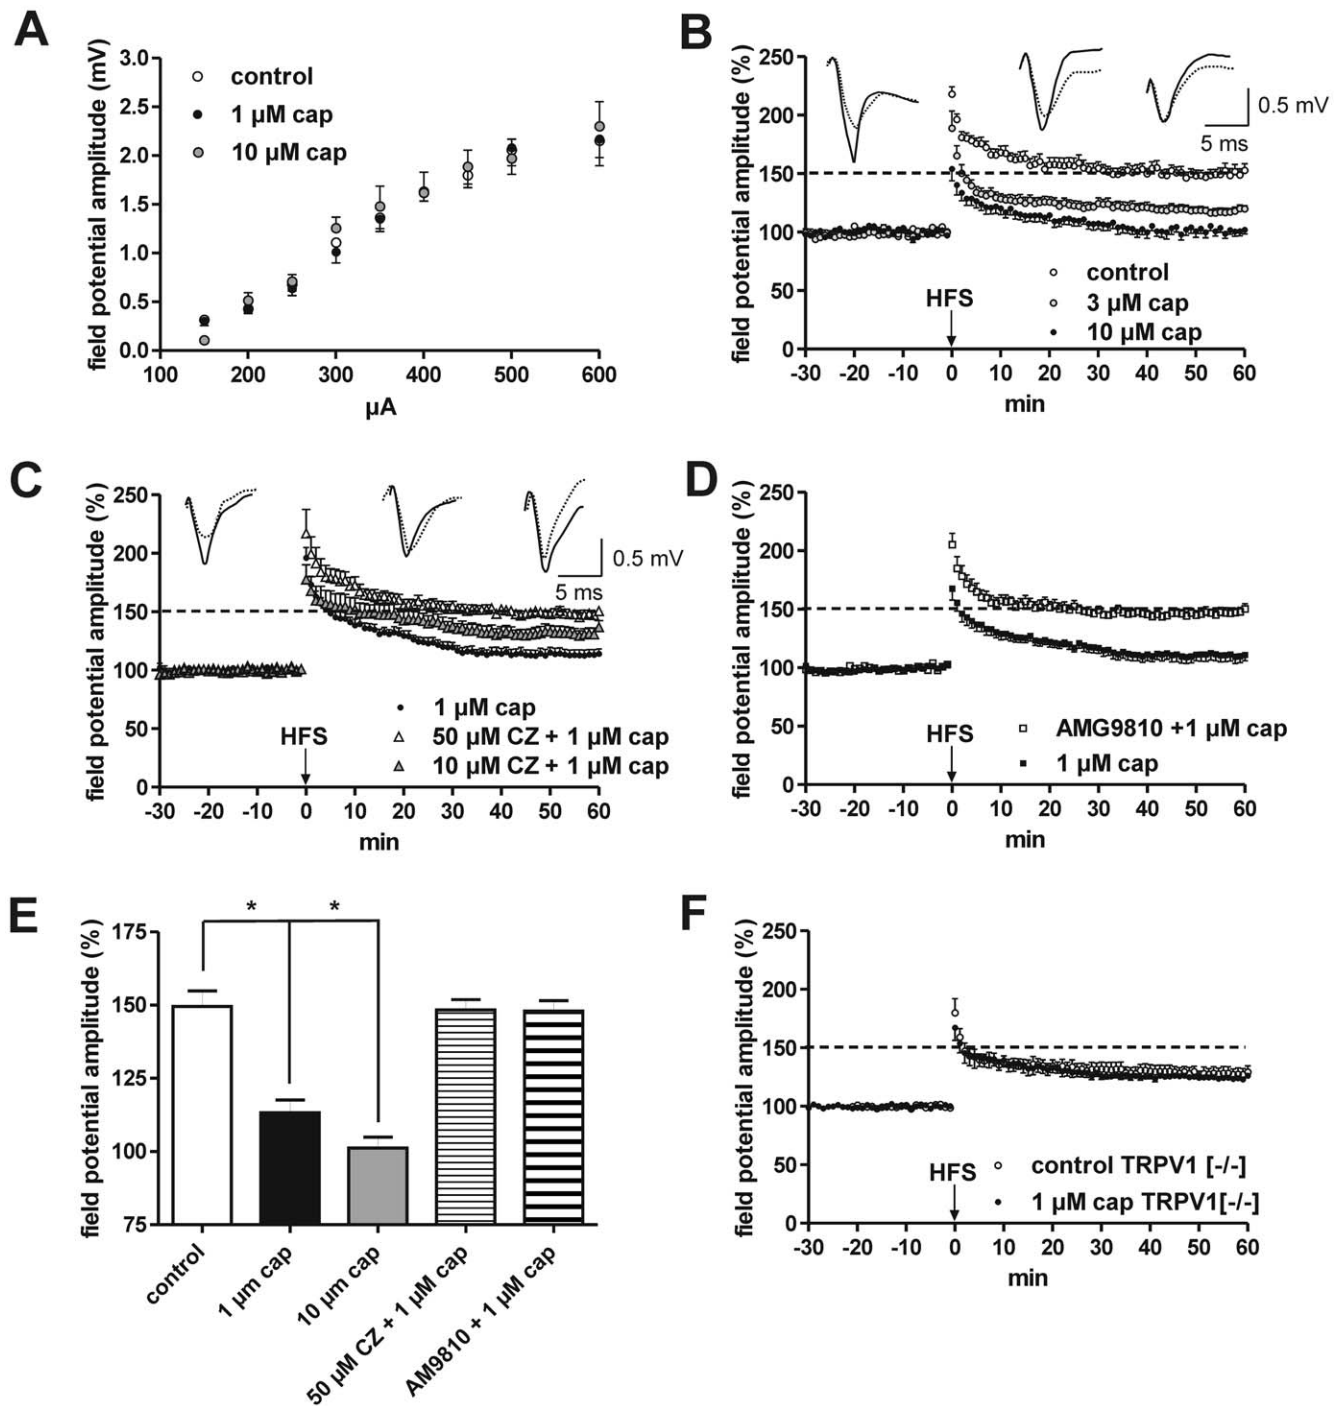 A
field potential amplitude (mV)
3.0
2.5
2.0
1.5
1.0
0.5
0.0
control
1 µM cap
10 µM cap
100 200 300 400 500 600
µA
B
field potential amplitude (%)
250
200
150
100
50
0
0.5 mV
5 ms
HFS
control
3 µM cap
10 µM cap
-30 -20 -10 0 10 20 30 40 50 60
min
C
field potential amplitude (%)
250
200
150
100
50
0
0.5 mV
5 ms
HFS
1 µM cap
50 µM CZ + 1 µM cap
10 µM CZ + 1 µM cap
-30 -20 -10 0 10 20 30 40 50 60
min
D
field potential amplitude (%)
250
200
150
100
50
0
HFS
AMG9810 +1 µM cap
1 µM cap
-30 -20 -10 0 10 20 30 40 50 60
min
E
field potential amplitude (%)
175
150
125
100
75
* *
control
1 µm cap
10 µm cap
50 µM CZ + 1 µM cap
AM9810 + 1 µM cap
F
field potential amplitude (%)
250
200
150
100
50
0
HFS
control TRPV1 [-/-]
1 µM cap TRPV1[-/-]
-30 -20 -10 0 10 20 30 40 50 60
min